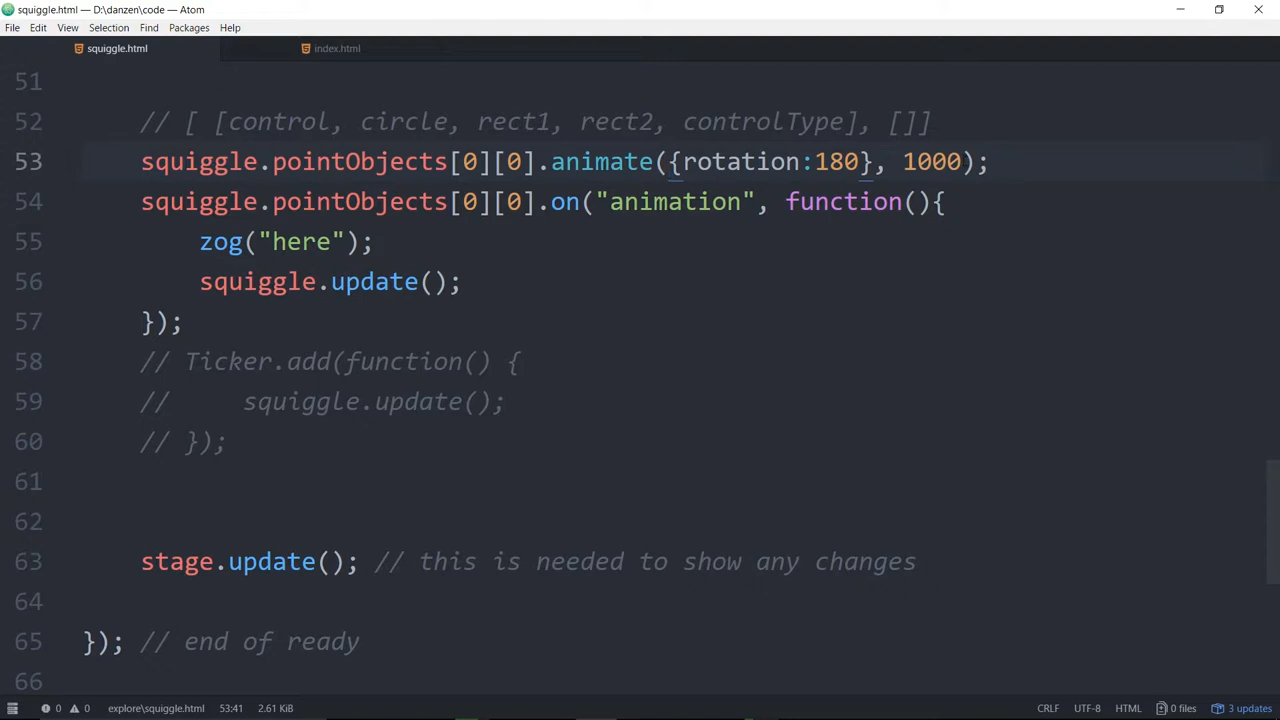 squiggle.html — D:\danzen\code — Atom
File Edit View Selection Find Packages Help
squiggle.html index.html
51
52 // [ [control, circle, rect1, rect2, controlType], []]
53 squiggle.pointObjects[0][0].animate({rotation:180}, 1000);
54 squiggle.pointObjects[0][0].on("animation", function(){
55 zog("here");
56 squiggle.update();
57 });
58 // Ticker.add(function() {
59 // squiggle.update();
60 // });
61
62
63 stage.update(); // this is needed to show any changes
64
65 }); // end of ready
66
0 0 explore\squiggle.html 53:41 2.61 KiB CRLF UTF-8 HTML 0 files 3 updates